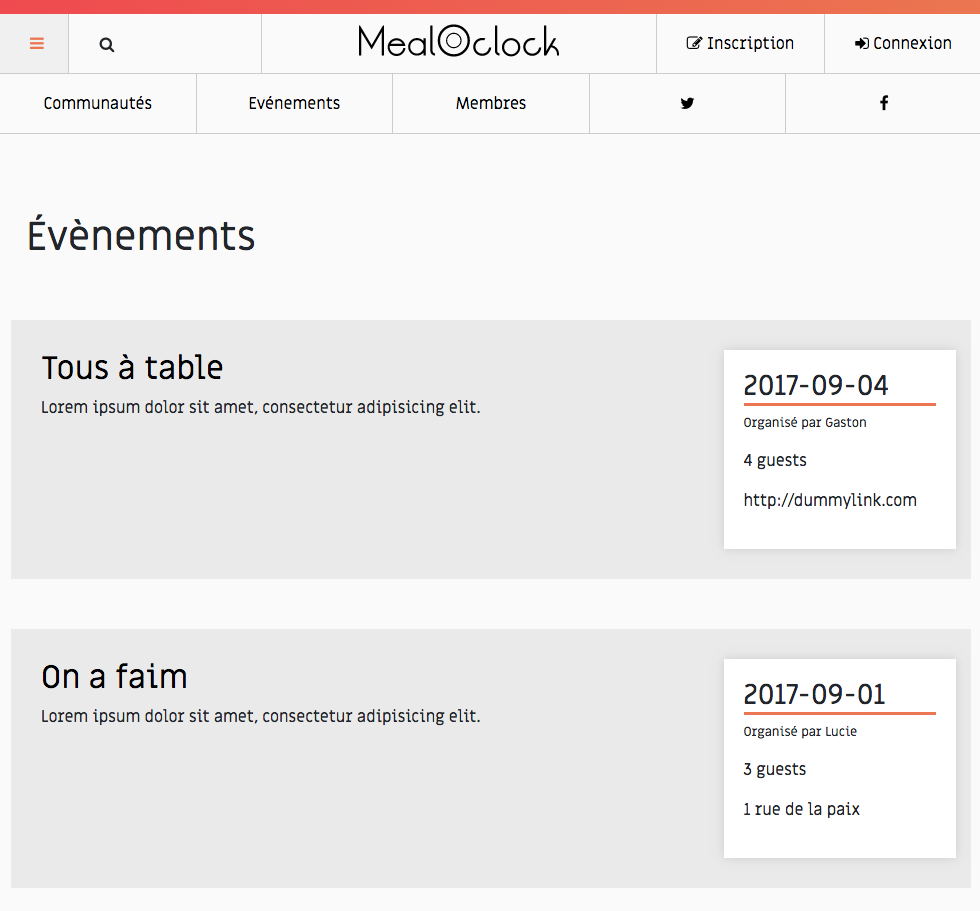 MealOclock
Inscription
Connexion
Communautés
Evénements
Membres
Évènements
Tous à table
Lorem ipsum dolor sit amet, consectetur adipisicing elit.
2017-09-04
Organisé par Gaston
4 guests
http://dummylink.com
On a faim
Lorem ipsum dolor sit amet, consectetur adipisicing elit.
2017-09-01
Organisé par Lucie
3 guests
1 rue de la paix